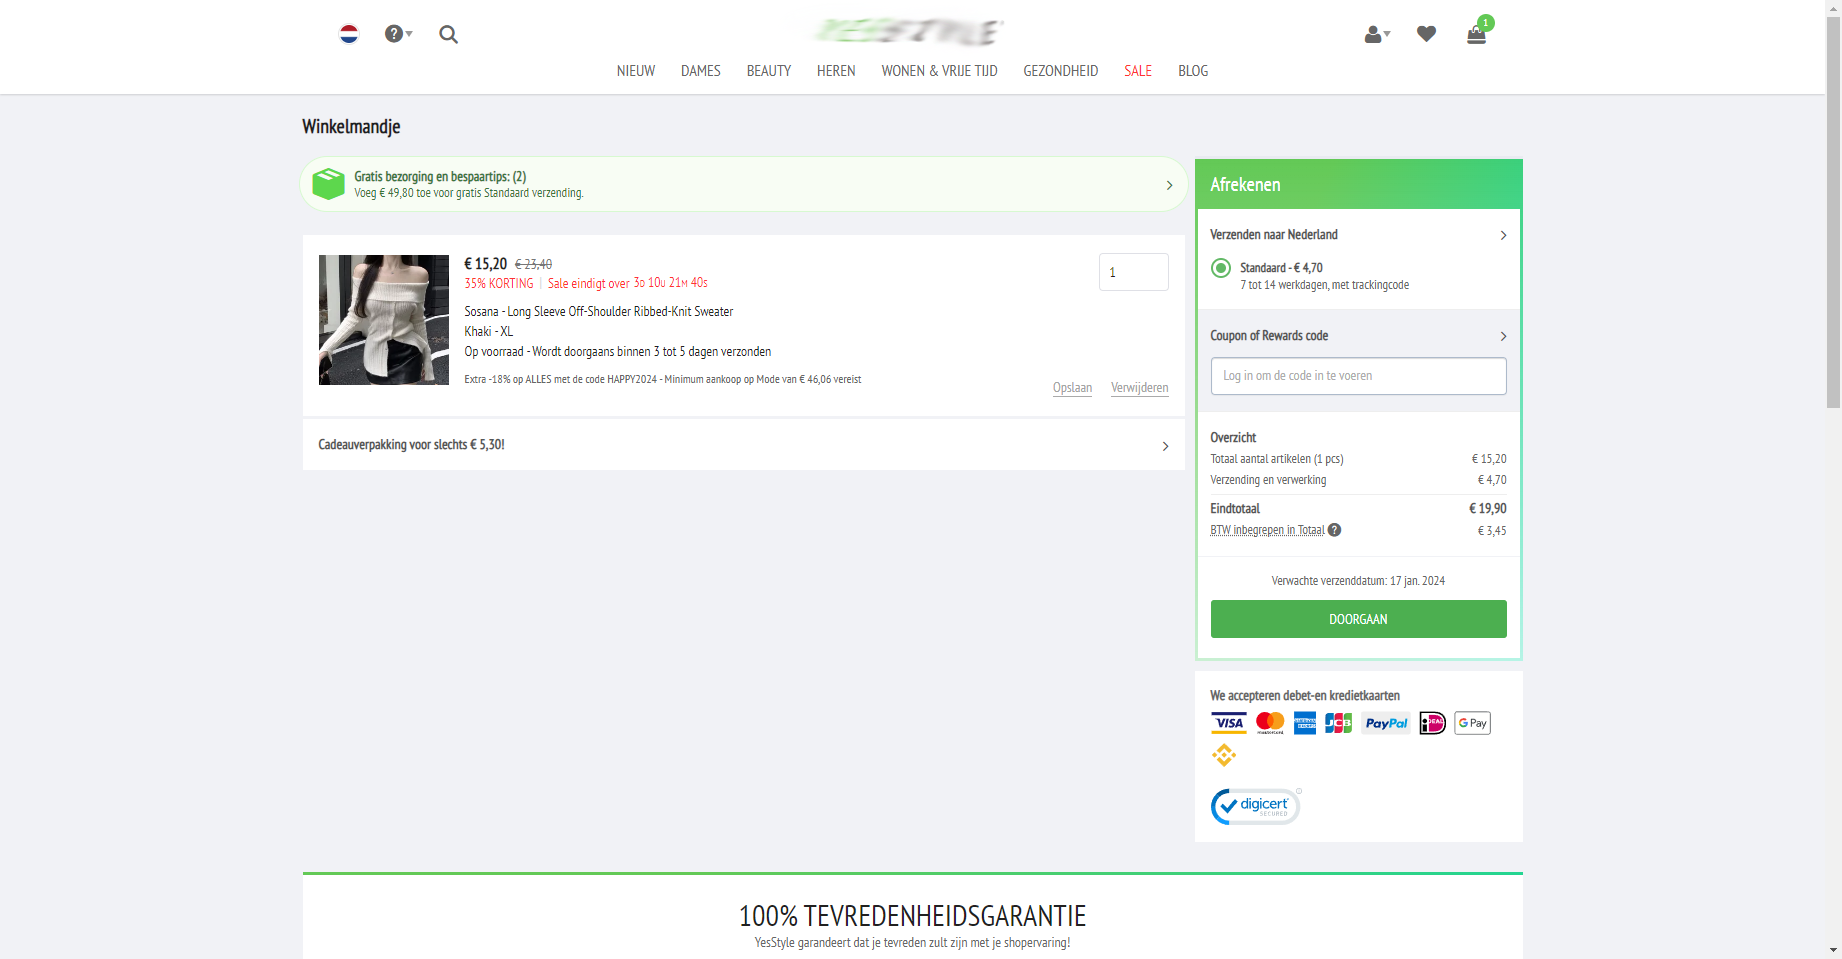 1
NIEUW DAMES BEAUTY HEREN WONEN & VRIJE TIJD GEZONDHEID SALE BLOG
Winkelmandje
Gratis bezorging en bespaartips: (2)
Voeg € 49,80 toe voor gratis Standaard verzending.
€ 15,20 € 23,40
35% KORTING | Sale eindigt over 3D 10U 21M 40S
1
Sosana - Long Sleeve Off-Shoulder Ribbed-Knit Sweater
Khaki - XL
Op voorraad - Wordt doorgaans binnen 3 tot 5 dagen verzonden
Extra -18% op ALLES met de code HAPPY2024 - Minimum aankoop op Mode van € 46,06 vereist
Opslaan Verwijderen
Cadeauverpakking voor slechts € 5,30!
Afrekenen
Verzenden naar Nederland
Standaard - € 4,70
7 tot 14 werkdagen, met trackingcode
Coupon of Rewards code
Log in om de code in te voeren
Overzicht
Totaal aantal artikelen (1 pcs) € 15,20
Verzending en verwerking € 4,70
Eindtotaal € 19,90
BTW inbegrepen in Totaal ? € 3,45
Verwachte verzenddatum: 17 jan. 2024
DOORGAAN
We accepteren debet-en kredietkaarten
VISA mastercard AMERICAN EXPRESS JCB PayPal iDEAL G Pay
digicert
SECURED
100% TEVREDENHEIDSGARANTIE
YesStyle garandeert dat je tevreden zult zijn met je shopervaring!